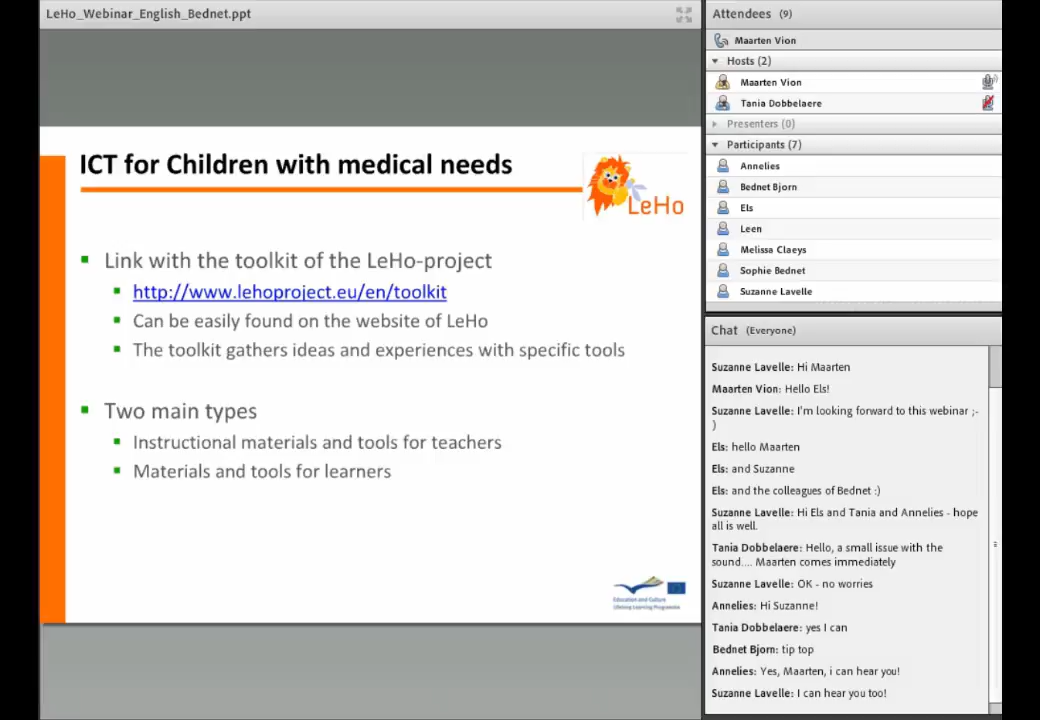 LeHo_Webinar_English_Bednet.ppt
ICT for Children with medical needs
LeHo
Link with the toolkit of the LeHo-project
http://www.lehoproject.eu/en/toolkit
Can be easily found on the website of LeHo
The toolkit gathers ideas and experiences with specific tools
Two main types
Instructional materials and tools for teachers
Materials and tools for learners
Education and Culture
Lifelong Learning Programme
Attendees (9)
Maarten Vion
Hosts (2)
Maarten Vion
Tania Dobbelaere
Presenters (0)
Participants (7)
Annelies
Bednet Bjorn
Els
Leen
Melissa Claeys
Sophie Bednet
Suzanne Lavelle
Chat (Everyone)
Suzanne Lavelle: Hi Maarten
Maarten Vion: Hello Els!
Suzanne Lavelle: I'm looking forward to this webinar ;-
)
Els: hello Maarten
Els: and Suzanne
Els: and the colleagues of Bednet :)
Suzanne Lavelle: Hi Els and Tania and Annelies - hope
all is well.
Tania Dobbelaere: Hello, a small issue with the
sound.... Maarten comes immediately
Suzanne Lavelle: OK - no worries
Annelies: Hi Suzanne!
Tania Dobbelaere: yes I can
Bednet Bjorn: tip top
Annelies: Yes, Maarten, i can hear you!
Suzanne Lavelle: I can hear you too!